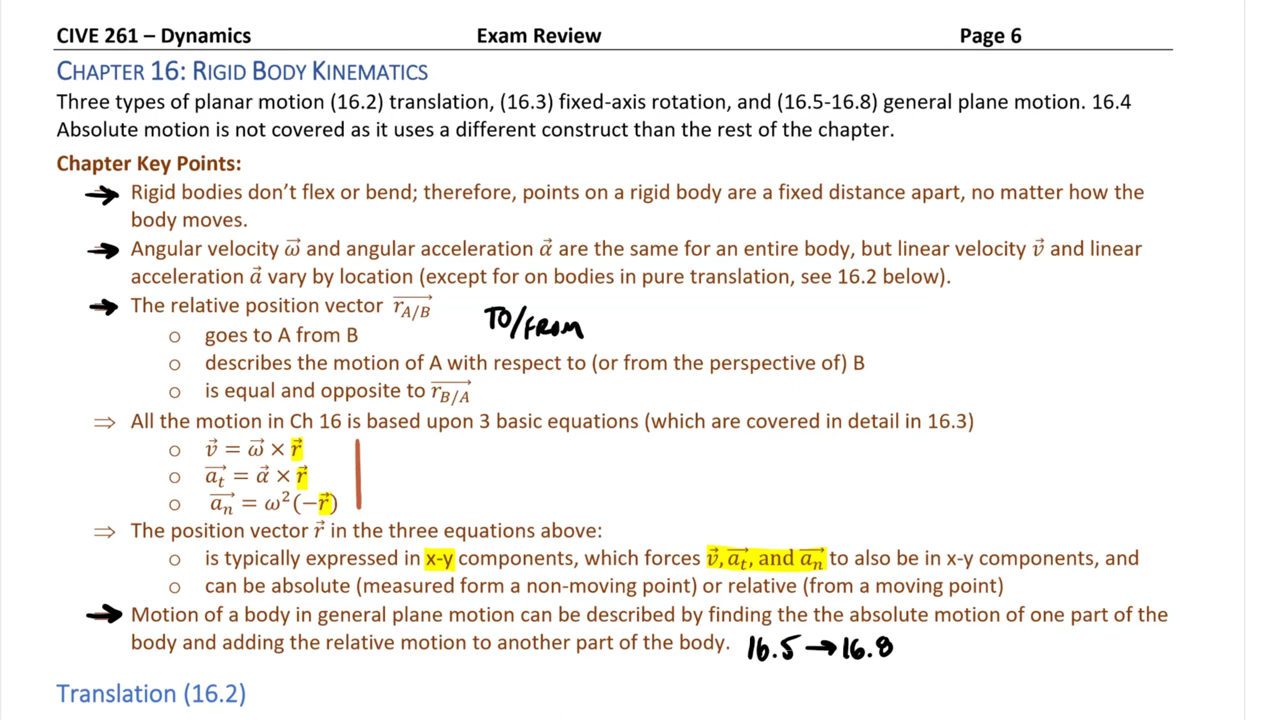 CIVE 261 – Dynamics Exam Review Page 6
CHAPTER 16: RIGID BODY KINEMATICS
Three types of planar motion (16.2) translation, (16.3) fixed-axis rotation, and (16.5-16.8) general plane motion. 16.4
Absolute motion is not covered as it uses a different construct than the rest of the chapter.
Chapter Key Points:
→ Rigid bodies don't flex or bend; therefore, points on a rigid body are a fixed distance apart, no matter how the
body moves.
→ Angular velocity ω⃗ and angular acceleration α⃗ are the same for an entire body, but linear velocity v⃗ and linear
acceleration a⃗ vary by location (except for on bodies in pure translation, see 16.2 below).
→ The relative position vector r_{A/B}⃗
TO/FROM
o goes to A from B
o describes the motion of A with respect to (or from the perspective of) B
o is equal and opposite to r_{B/A}⃗
⇒ All the motion in Ch 16 is based upon 3 basic equations (which are covered in detail in 16.3)
o v⃗ = ω⃗ × r⃗
o a_t⃗ = α⃗ × r⃗
o a_n⃗ = ω²(−r⃗)
⇒ The position vector r⃗ in the three equations above:
o is typically expressed in x-y components, which forces v⃗, a_t⃗, and a_n⃗ to also be in x-y components, and
o can be absolute (measured form a non-moving point) or relative (from a moving point)
→ Motion of a body in general plane motion can be described by finding the the absolute motion of one part of the
body and adding the relative motion to another part of the body. 16.5 → 16.8
Translation (16.2)